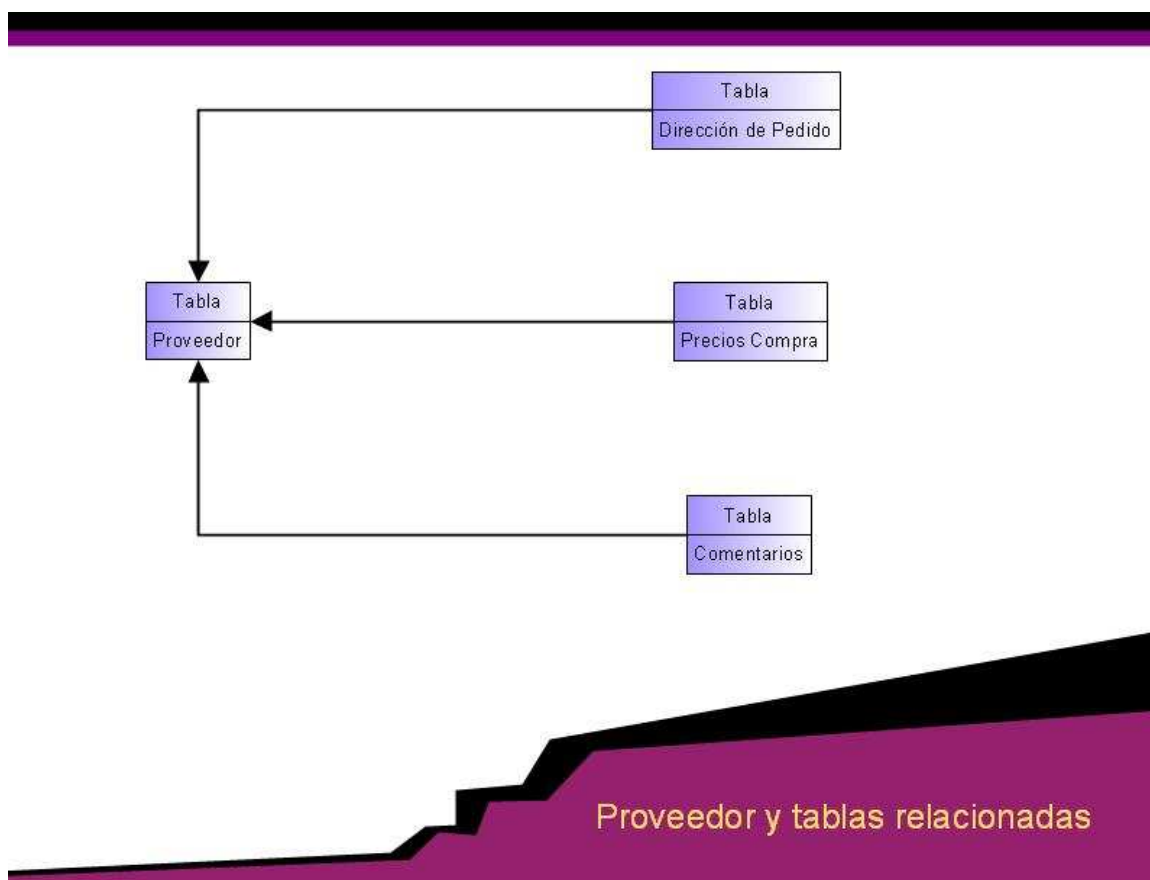 Tabla
Dirección de Pedido
Tabla
Proveedor
Tabla
Precios Compra
Tabla
Comentarios
Proveedor y tablas relacionadas